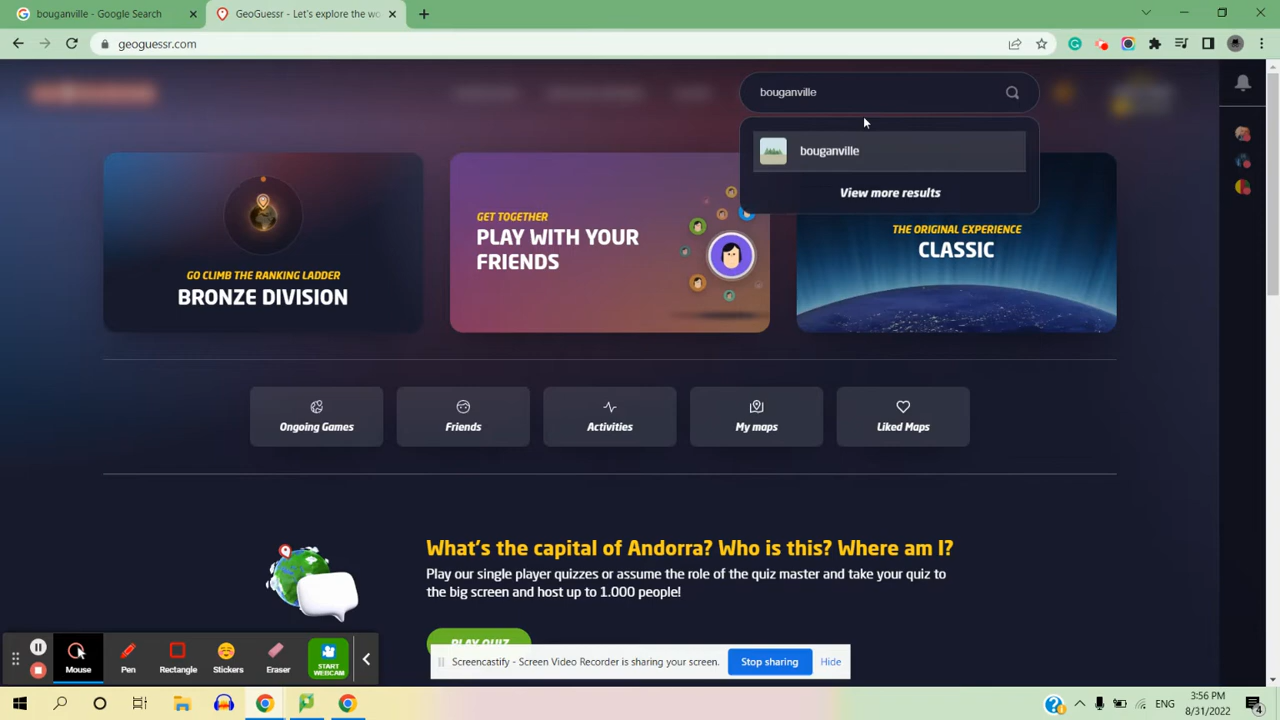 bouganville - Google Search
GeoGuessr - Let's explore the wo
geoguessr.com
bouganville
bouganville
View more results
GO CLIMB THE RANKING LADDER
BRONZE DIVISION
GET TOGETHER
PLAY WITH YOUR
FRIENDS
THE ORIGINAL EXPERIENCE
CLASSIC
Ongoing Games
Friends
Activities
My maps
Liked Maps
What's the capital of Andorra? Who is this? Where am I?
Play our single player quizzes or assume the role of the quiz master and take your quiz to
the big screen and host up to 1.000 people!
PLAY QUIZ
Mouse
Pen
Rectangle
Stickers
Eraser
START
WEBCAM
Screencastify - Screen Video Recorder is sharing your screen.
Stop sharing
Hide
ENG
3:56 PM
8/31/2022
4